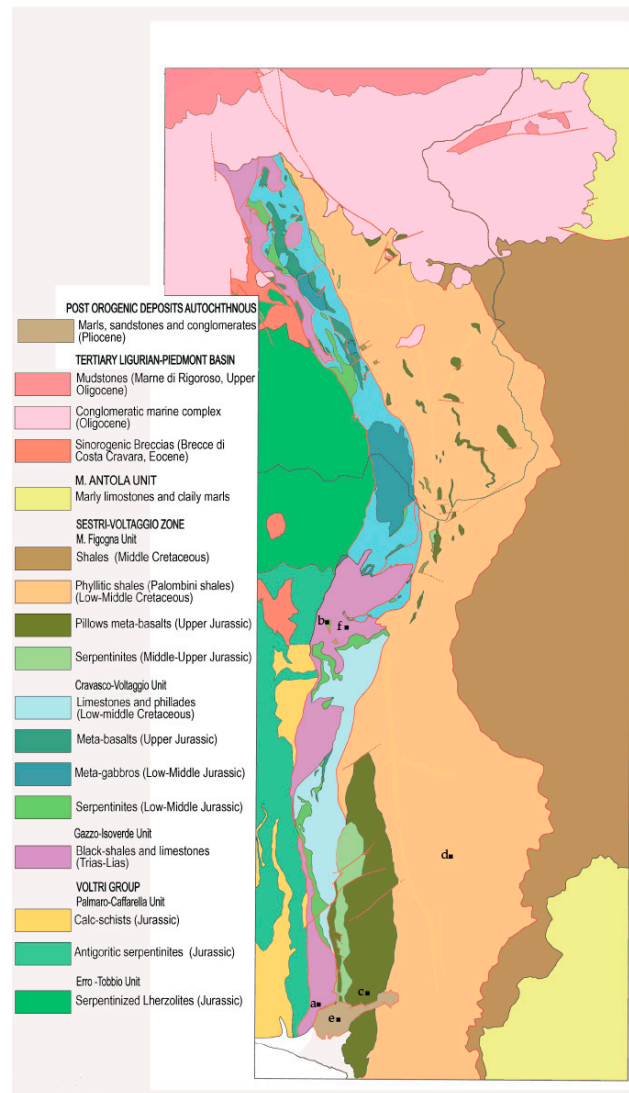 POST OROGENIC DEPOSITS AUTOCHTHNOUS
Marls, sandstones and conglomerates
(Pliocene)
TERTIARY LIGURIAN-PIEDMONT BASIN
Mudstones (Marne di Rigoroso, Upper
Oligocene)
Conglomeratic marine complex
(Oligocene)
Sinorogenic Breccias (Brecce di
Costa Cravara, Eocene)
M. ANTOLA UNIT
Marly limostones and claily marls
SESTRI-VOLTAGGIO ZONE
M. Figogna Unit
Shales (Middle Cretaceous)
Phyllitic shales (Palombini shales)
(Low-Middle Cretaceous)
Pillows meta-basalts (Upper Jurassic)
Serpentinites (Middle-Upper Jurassic)
Cravasco-Voltaggio Unit
Limestones and phillades
(Low-middle Cretaceous)
Meta-basalts (Upper Jurassic)
Meta-gabbros (Low-Middle Jurassic)
Serpentinites (Low-Middle Jurassic)
Gazzo-Isoverde Unit
Black-shales and limestones
(Trias-Lias)
VOLTRI GROUP
Palmaro-Caffarella Unit
Calc-schists (Jurassic)
Antigoritic serpentinites (Jurassic)
Erro -Tobbio Unit
Serpentinized Lherzolites (Jurassic)
b
f
d
c
a
e